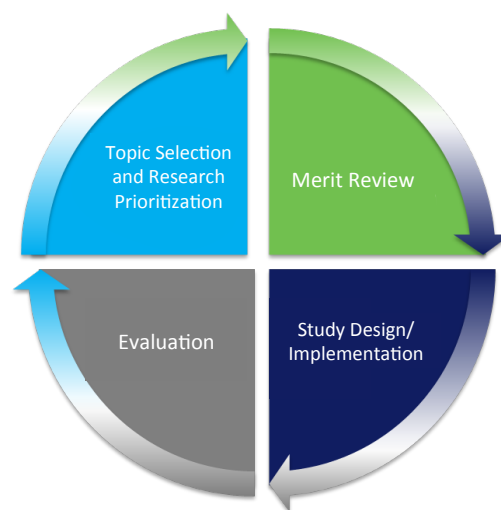 Topic Selection
and Research
Prioritization
Merit Review
Evaluation
Study Design/
Implementation